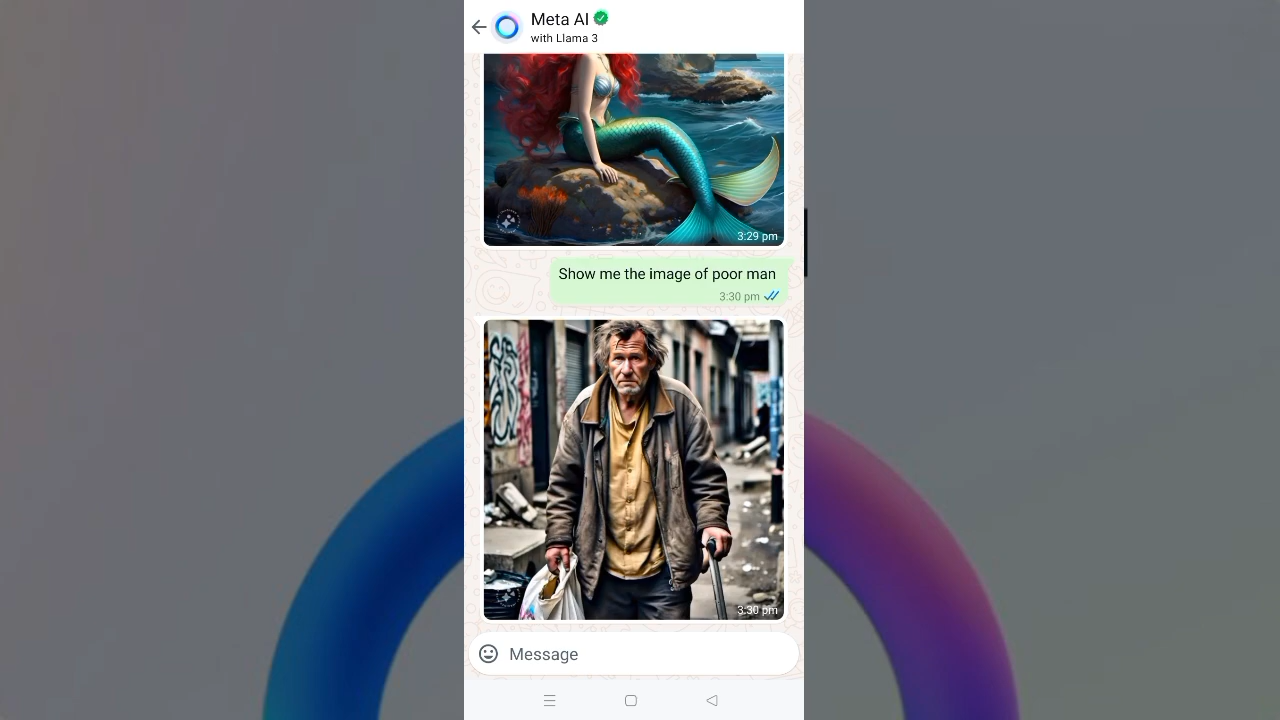 Meta AI
with Llama 3
3:29 pm
Show me the image of poor man
3:30 pm
3:30 pm
Message